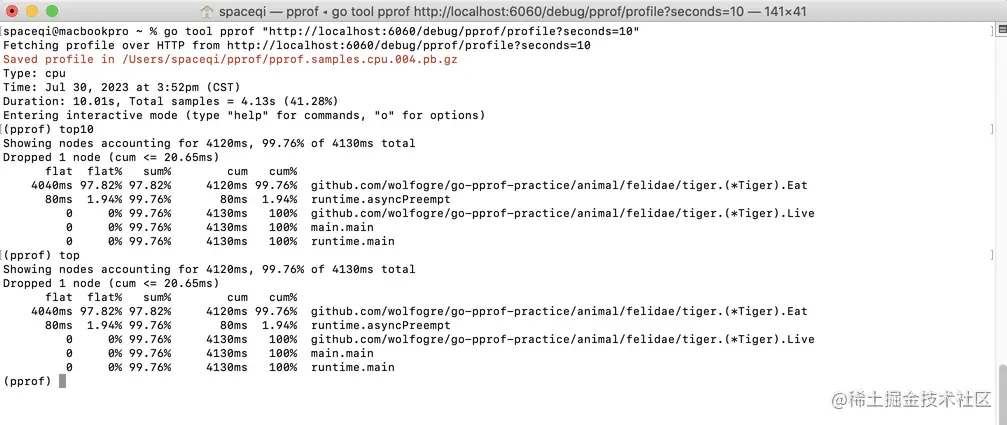 spaceqi — pprof ◂ go tool pprof http://localhost:6060/debug/pprof/profile?seconds=10 — 141×41
[spaceqi@macbookpro ~ % go tool pprof "http://localhost:6060/debug/pprof/profile?seconds=10"
Fetching profile over HTTP from http://localhost:6060/debug/pprof/profile?seconds=10
Saved profile in /Users/spaceqi/pprof/pprof.samples.cpu.004.pb.gz
Type: cpu
Time: Jul 30, 2023 at 3:52pm (CST)
Duration: 10.01s, Total samples = 4.13s (41.28%)
Entering interactive mode (type "help" for commands, "o" for options)
[(pprof) top10
Showing nodes accounting for 4120ms, 99.76% of 4130ms total
Dropped 1 node (cum <= 20.65ms)
      flat  flat%   sum%        cum   cum%
    4040ms 97.82% 97.82%     4120ms 99.76%  github.com/wolfogre/go-pprof-practice/animal/felidae/tiger.(*Tiger).Eat
      80ms  1.94% 99.76%       80ms  1.94%  runtime.asyncPreempt
         0     0% 99.76%     4130ms   100%  github.com/wolfogre/go-pprof-practice/animal/felidae/tiger.(*Tiger).Live
         0     0% 99.76%     4130ms   100%  main.main
         0     0% 99.76%     4130ms   100%  runtime.main
[(pprof) top
Showing nodes accounting for 4120ms, 99.76% of 4130ms total
Dropped 1 node (cum <= 20.65ms)
      flat  flat%   sum%        cum   cum%
    4040ms 97.82% 97.82%     4120ms 99.76%  github.com/wolfogre/go-pprof-practice/animal/felidae/tiger.(*Tiger).Eat
      80ms  1.94% 99.76%       80ms  1.94%  runtime.asyncPreempt
         0     0% 99.76%     4130ms   100%  github.com/wolfogre/go-pprof-practice/animal/felidae/tiger.(*Tiger).Live
         0     0% 99.76%     4130ms   100%  main.main
         0     0% 99.76%     4130ms   100%  runtime.main
(pprof)
@稀土掘金技术社区